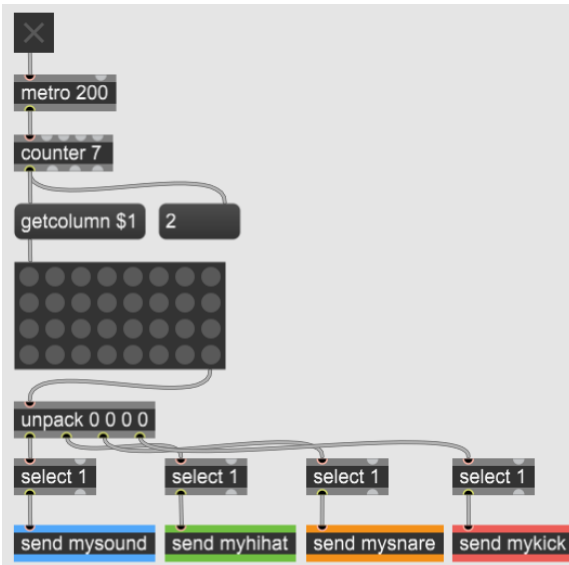 metro 200
counter 7
getcolumn $1
2
unpack 0 0 0 0
select 1
select 1
select 1
select 1
send mysound
send myhihat
send mysnare
send mykick